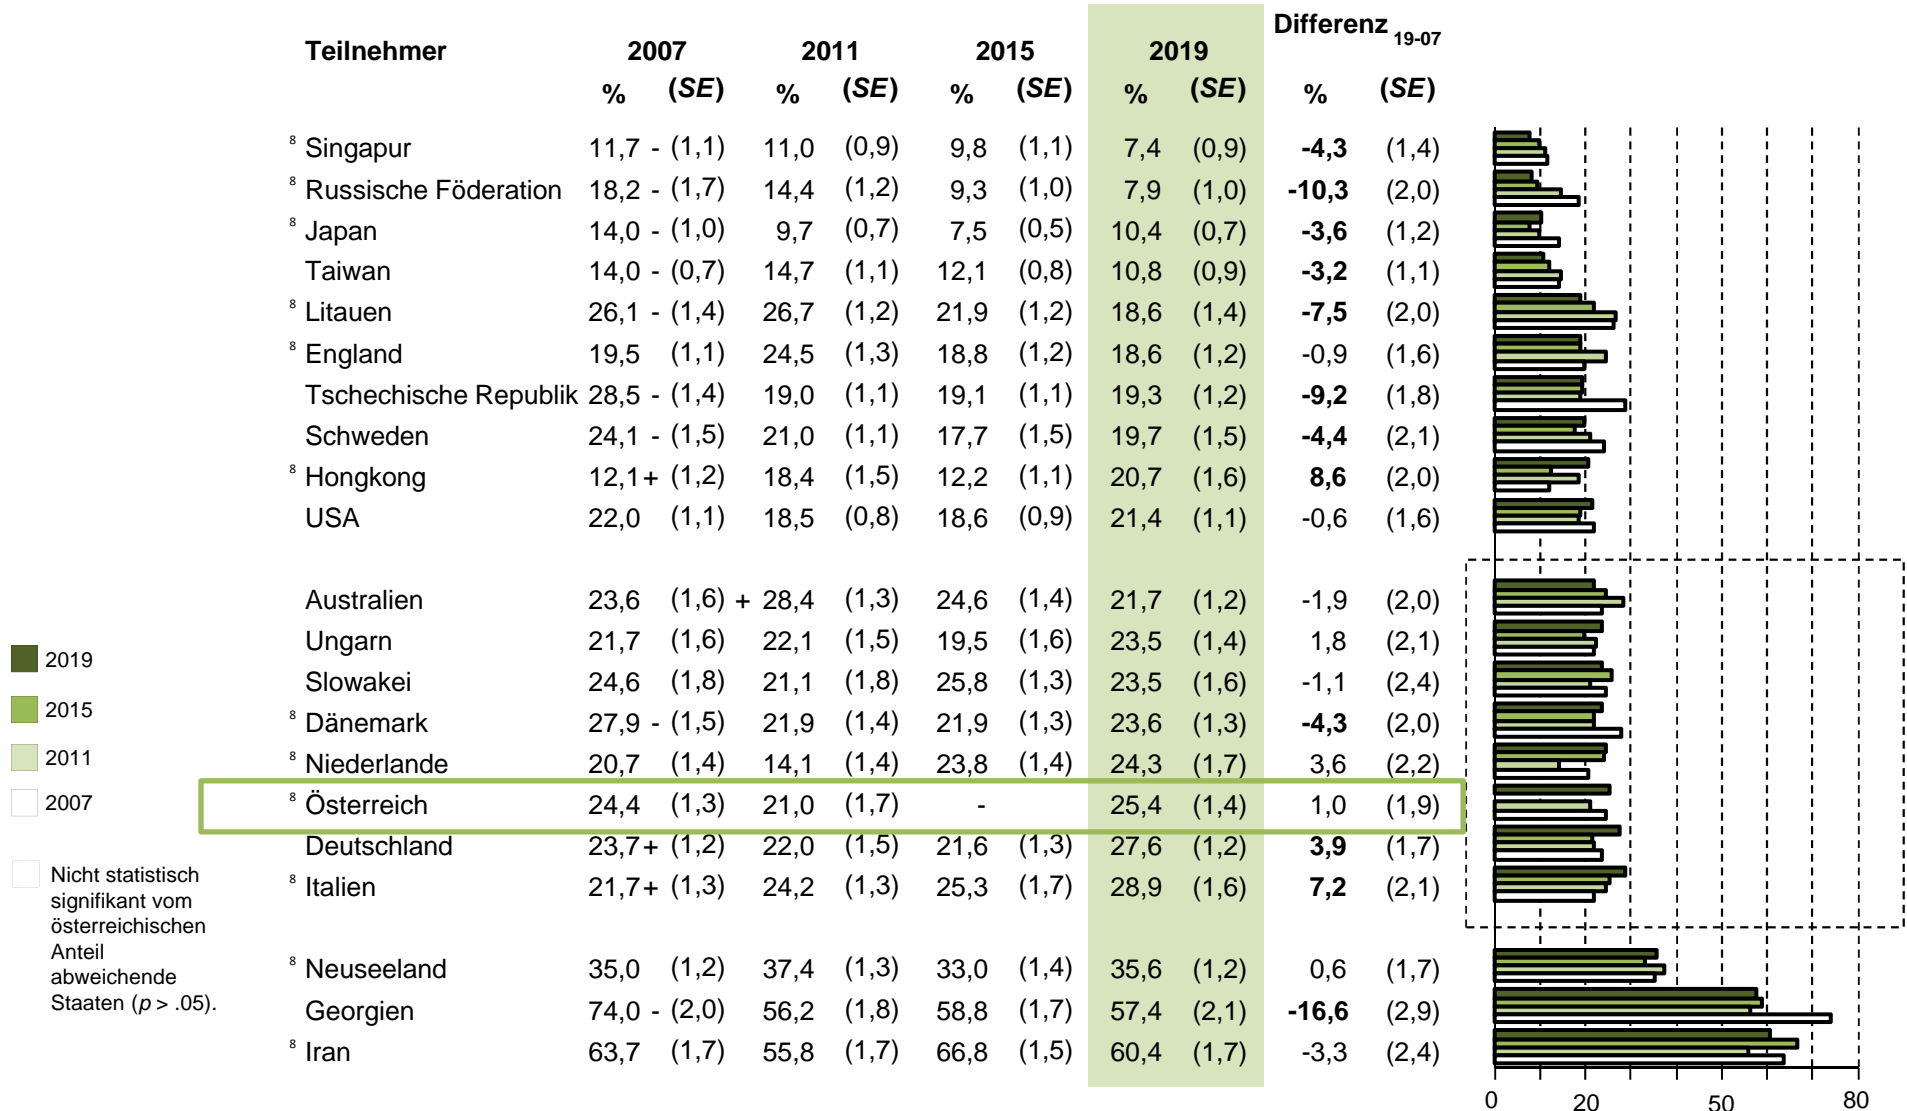 Teilnehmer 2007 2011 2015 2019 Differenz 19-07
% (SE) % (SE) % (SE) % (SE) % (SE)
8 Singapur 11,7 - (1,1) 11,0 (0,9) 9,8 (1,1) 7,4 (0,9) -4,3 (1,4)
8 Russische Föderation 18,2 - (1,7) 14,4 (1,2) 9,3 (1,0) 7,9 (1,0) -10,3 (2,0)
8 Japan 14,0 - (1,0) 9,7 (0,7) 7,5 (0,5) 10,4 (0,7) -3,6 (1,2)
Taiwan 14,0 - (0,7) 14,7 (1,1) 12,1 (0,8) 10,8 (0,9) -3,2 (1,1)
8 Litauen 26,1 - (1,4) 26,7 (1,2) 21,9 (1,2) 18,6 (1,4) -7,5 (2,0)
8 England 19,5 (1,1) 24,5 (1,3) 18,8 (1,2) 18,6 (1,2) -0,9 (1,6)
Tschechische Republik 28,5 - (1,4) 19,0 (1,1) 19,1 (1,1) 19,3 (1,2) -9,2 (1,8)
Schweden 24,1 - (1,5) 21,0 (1,1) 17,7 (1,5) 19,7 (1,5) -4,4 (2,1)
8 Hongkong 12,1 + (1,2) 18,4 (1,5) 12,2 (1,1) 20,7 (1,6) 8,6 (2,0)
USA 22,0 (1,1) 18,5 (0,8) 18,6 (0,9) 21,4 (1,1) -0,6 (1,6)
Australien 23,6 (1,6) + 28,4 (1,3) 24,6 (1,4) 21,7 (1,2) -1,9 (2,0)
Ungarn 21,7 (1,6) 22,1 (1,5) 19,5 (1,6) 23,5 (1,4) 1,8 (2,1)
Slowakei 24,6 (1,8) 21,1 (1,8) 25,8 (1,3) 23,5 (1,6) -1,1 (2,4)
8 Dänemark 27,9 - (1,5) 21,9 (1,4) 21,9 (1,3) 23,6 (1,3) -4,3 (2,0)
8 Niederlande 20,7 (1,4) 14,1 (1,4) 23,8 (1,4) 24,3 (1,7) 3,6 (2,2)
8 Österreich 24,4 (1,3) 21,0 (1,7) - 25,4 (1,4) 1,0 (1,9)
Deutschland 23,7 + (1,2) 22,0 (1,5) 21,6 (1,3) 27,6 (1,2) 3,9 (1,7)
8 Italien 21,7 + (1,3) 24,2 (1,3) 25,3 (1,7) 28,9 (1,6) 7,2 (2,1)
8 Neuseeland 35,0 (1,2) 37,4 (1,3) 33,0 (1,4) 35,6 (1,2) 0,6 (1,7)
Georgien 74,0 - (2,0) 56,2 (1,8) 58,8 (1,7) 57,4 (2,1) -16,6 (2,9)
8 Iran 63,7 (1,7) 55,8 (1,7) 66,8 (1,5) 60,4 (1,7) -3,3 (2,4)
0 20 50 80
2019
2015
2011
2007
Nicht statistisch
signifikant vom
österreichischen
Anteil
abweichende
Staaten (p > .05).